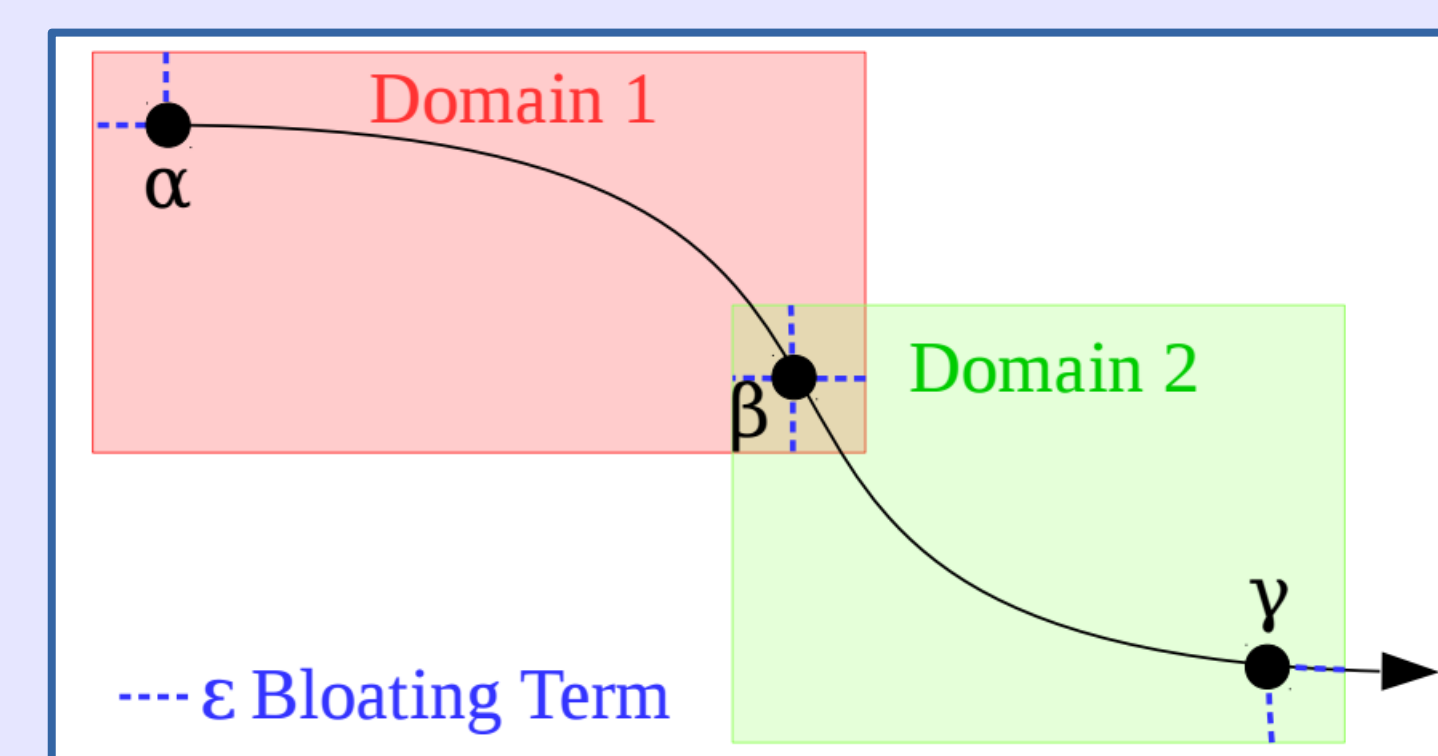 Domain 1
α
Domain 2
β
γ
ε Bloating Term